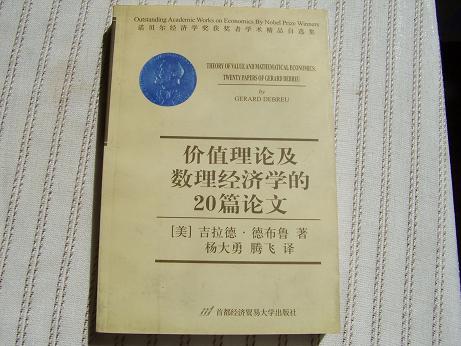 Outstanding Academic Works on Economics By Nobel Prize Winners
诺贝尔经济学奖获奖者学术精品自选集
THEORY OF VALUE AND MATHEMATICAL ECONOMICS:
TWENTY PAPERS OF GERARD DEBREU
by
GERARD DEBREU
价值理论及
数理经济学的
20篇论文
[美] 吉拉德·德布鲁 著
杨大勇 腾飞 译
首都经济贸易大学出版社